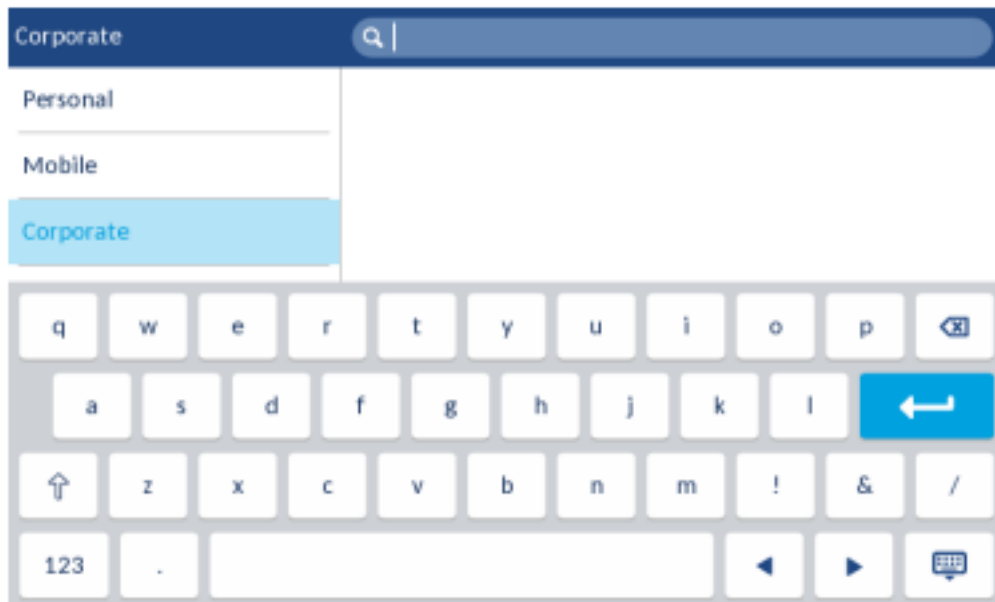 Corporate
Personal
Mobile
Corporate
q w e r t y u i o p
a s d f g h j k l
z x c v b n m ! & /
123 .